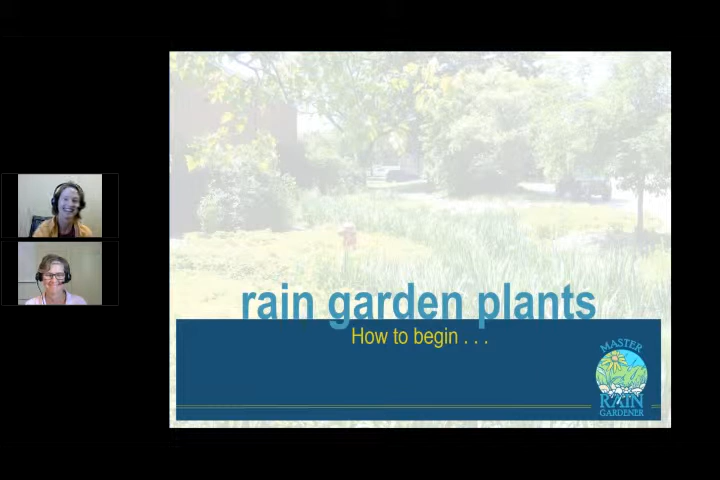 rain garden plants
How to begin . . .
MASTER
RAIN
GARDENER